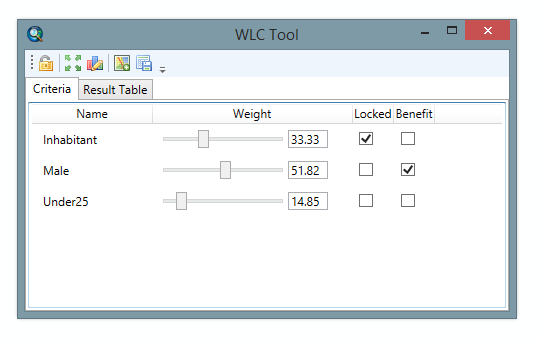 WLC Tool
Criteria Result Table
Name Weight Locked Benefit
Inhabitant 33.33
Male 51.82
Under25 14.85